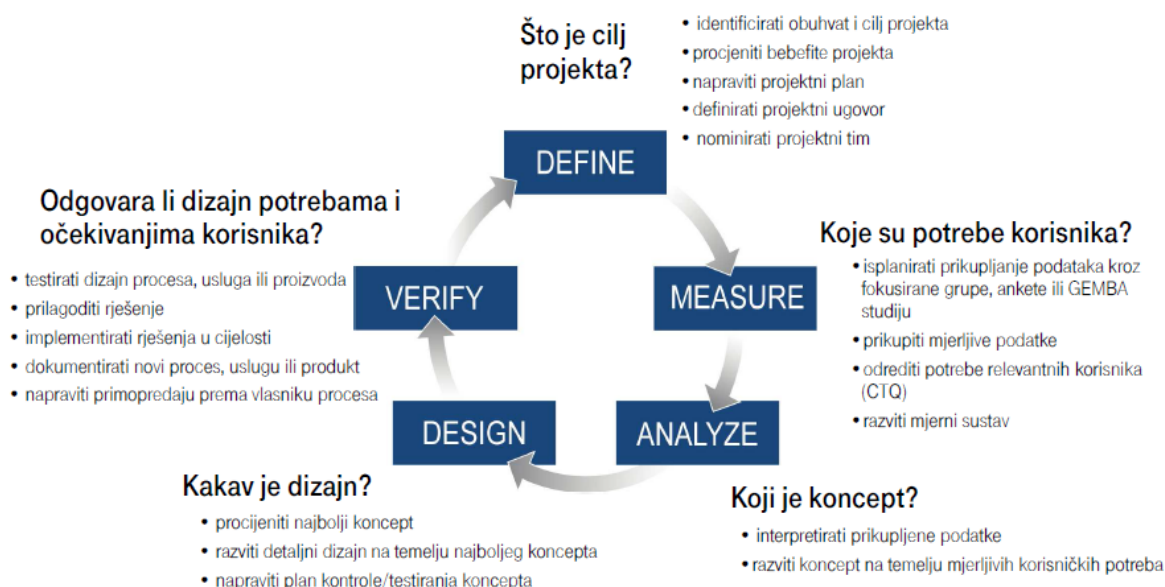 Što je cilj
projekta?
• identificirati obuhvat i cilj projekta
• procjeniti bebefite projekta
• napraviti projektni plan
• definirati projektni ugovor
• nominirati projektni tim
DEFINE
Koje su potrebe korisnika?
• isplanirati prikupljanje podataka kroz
fokusirane grupe, ankete ili GEMBA
studiju
• prikupiti mjerljive podatke
• odrediti potrebe relevantnih korisnika
(CTQ)
• razviti mjerni sustav
MEASURE
ANALYZE
Koji je koncept?
• interpretirati prikupljene podatke
• razviti koncept na temelju mjerljivih korisničkih potreba
DESIGN
Kakav je dizajn?
• procijeniti najbolji koncept
• razviti detaljni dizajn na temelju najboljeg koncepta
• napraviti plan kontrole/testiranja koncepta
Odgovara li dizajn potrebama i
očekivanjima korisnika?
• testirati dizajn procesa, usluga ili proizvoda
• prilagoditi rješenje
• implementirati rješenja u cijelosti
• dokumentirati novi proces, uslugu ili produkt
• napraviti primopredaju prema vlasniku procesa
VERIFY